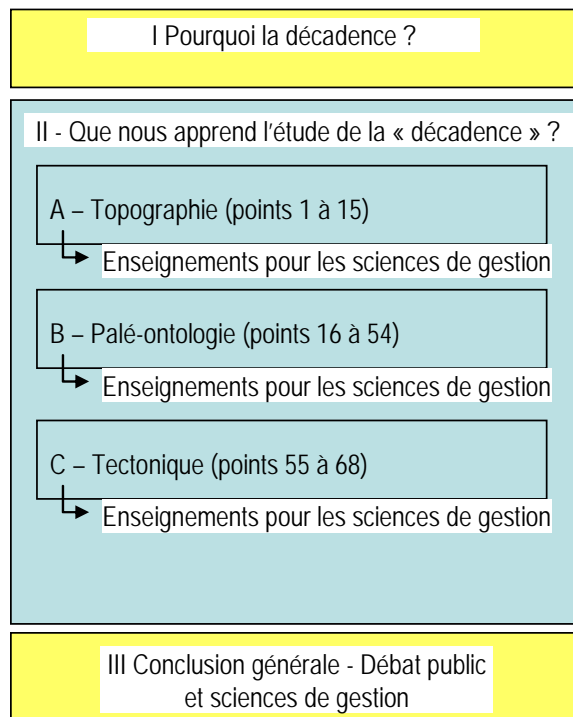 I Pourquoi la décadence ?
II - Que nous apprend l'étude de la « décadence » ?
A – Topographie (points 1 à 15)
Enseignements pour les sciences de gestion
B – Palé-ontologie (points 16 à 54)
Enseignements pour les sciences de gestion
C – Tectonique (points 55 à 68)
Enseignements pour les sciences de gestion
III Conclusion générale - Débat public
et sciences de gestion